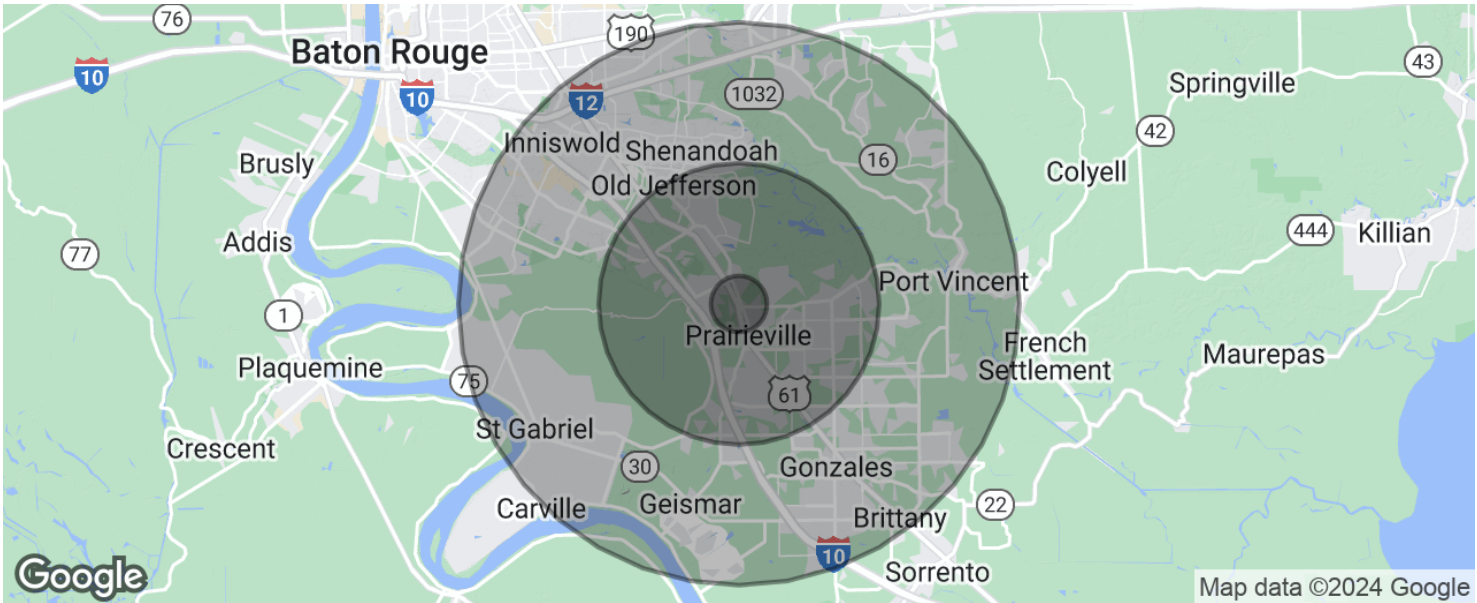 76
190
Baton Rouge
10
43
Springville
10
12
1032
42
Inniswold
Shenandoah
Brusly
16
Colyell
Old Jefferson
Addis
444
Killian
77
Port Vincent
1
Prairieville
French
Settlement
Maurepas
Plaquemine
75
61
St Gabriel
Crescent
30
Gonzales
Carville
Geismar
22
Brittany
10
Sorrento
Google
Map data ©2024 Google